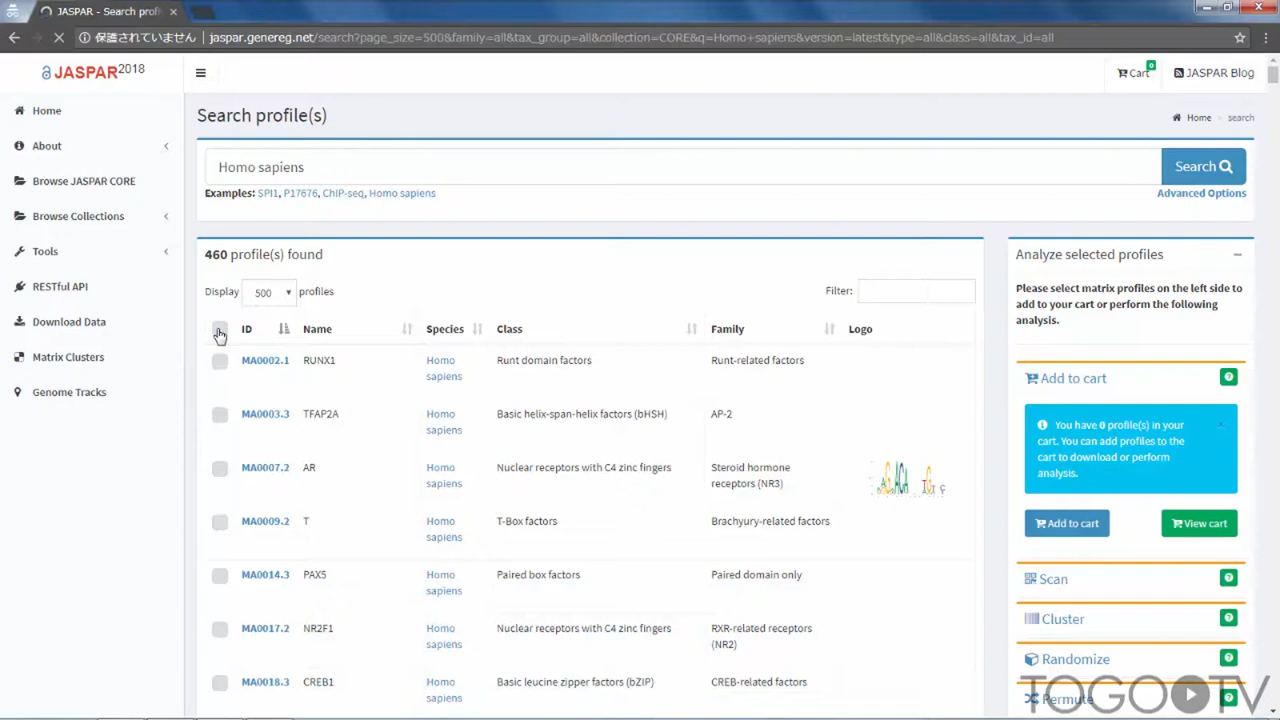 JASPAR - Search prof
保護されていません
jaspar.genereg.net/search?page_size=500&family=all&tax_group=all&collection=CORE&q=Homo+sapiens&version=latest&type=all&class=all&tax_id=all
JASPAR2018
Cart 0
JASPAR Blog
Home
About
Browse JASPAR CORE
Browse Collections
Tools
RESTful API
Download Data
Matrix Clusters
Genome Tracks
Search profile(s)
Home > search
Homo sapiens
Search
Examples: SPI1, P17676, ChIP-seq, Homo sapiens
Advanced Options
460 profile(s) found
Display 500 profiles
Filter:
ID Name Species Class Family Logo
MA0002.1 RUNX1 Homo sapiens Runt domain factors Runt-related factors
MA0003.3 TFAP2A Homo sapiens Basic helix-span-helix factors (bHSH) AP-2
MA0007.2 AR Homo sapiens Nuclear receptors with C4 zinc fingers Steroid hormone receptors (NR3)
MA0009.2 T Homo sapiens T-Box factors Brachyury-related factors
MA0014.3 PAX5 Homo sapiens Paired box factors Paired domain only
MA0017.2 NR2F1 Homo sapiens Nuclear receptors with C4 zinc fingers RXR-related receptors (NR2)
MA0018.3 CREB1 Homo sapiens Basic leucine zipper factors (bZIP) CREB-related factors
Analyze selected profiles
Please select matrix profiles on the left side to
add to your cart or perform the following
analysis.
Add to cart
You have 0 profile(s) in your
cart. You can add profiles to the
cart to download or perform
analysis.
Add to cart
View cart
Scan
Cluster
Randomize
Permute
TOGO TV